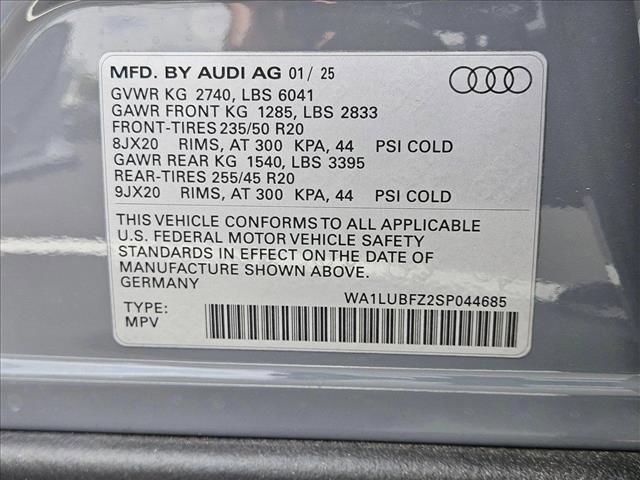 MFD. BY AUDI AG 01/ 25
GVWR KG 2740, LBS 6041
GAWR FRONT KG 1285, LBS 2833
FRONT-TIRES 235/50 R20
8JX20 RIMS, AT 300 KPA, 44 PSI COLD
GAWR REAR KG 1540, LBS 3395
REAR-TIRES 255/45 R20
9JX20 RIMS, AT 300 KPA, 44 PSI COLD
THIS VEHICLE CONFORMS TO ALL APPLICABLE
U.S. FEDERAL MOTOR VEHICLE SAFETY
STANDARDS IN EFFECT ON THE DATE OF
MANUFACTURE SHOWN ABOVE.
GERMANY
WA1LUBFZ2SP044685
TYPE:
MPV